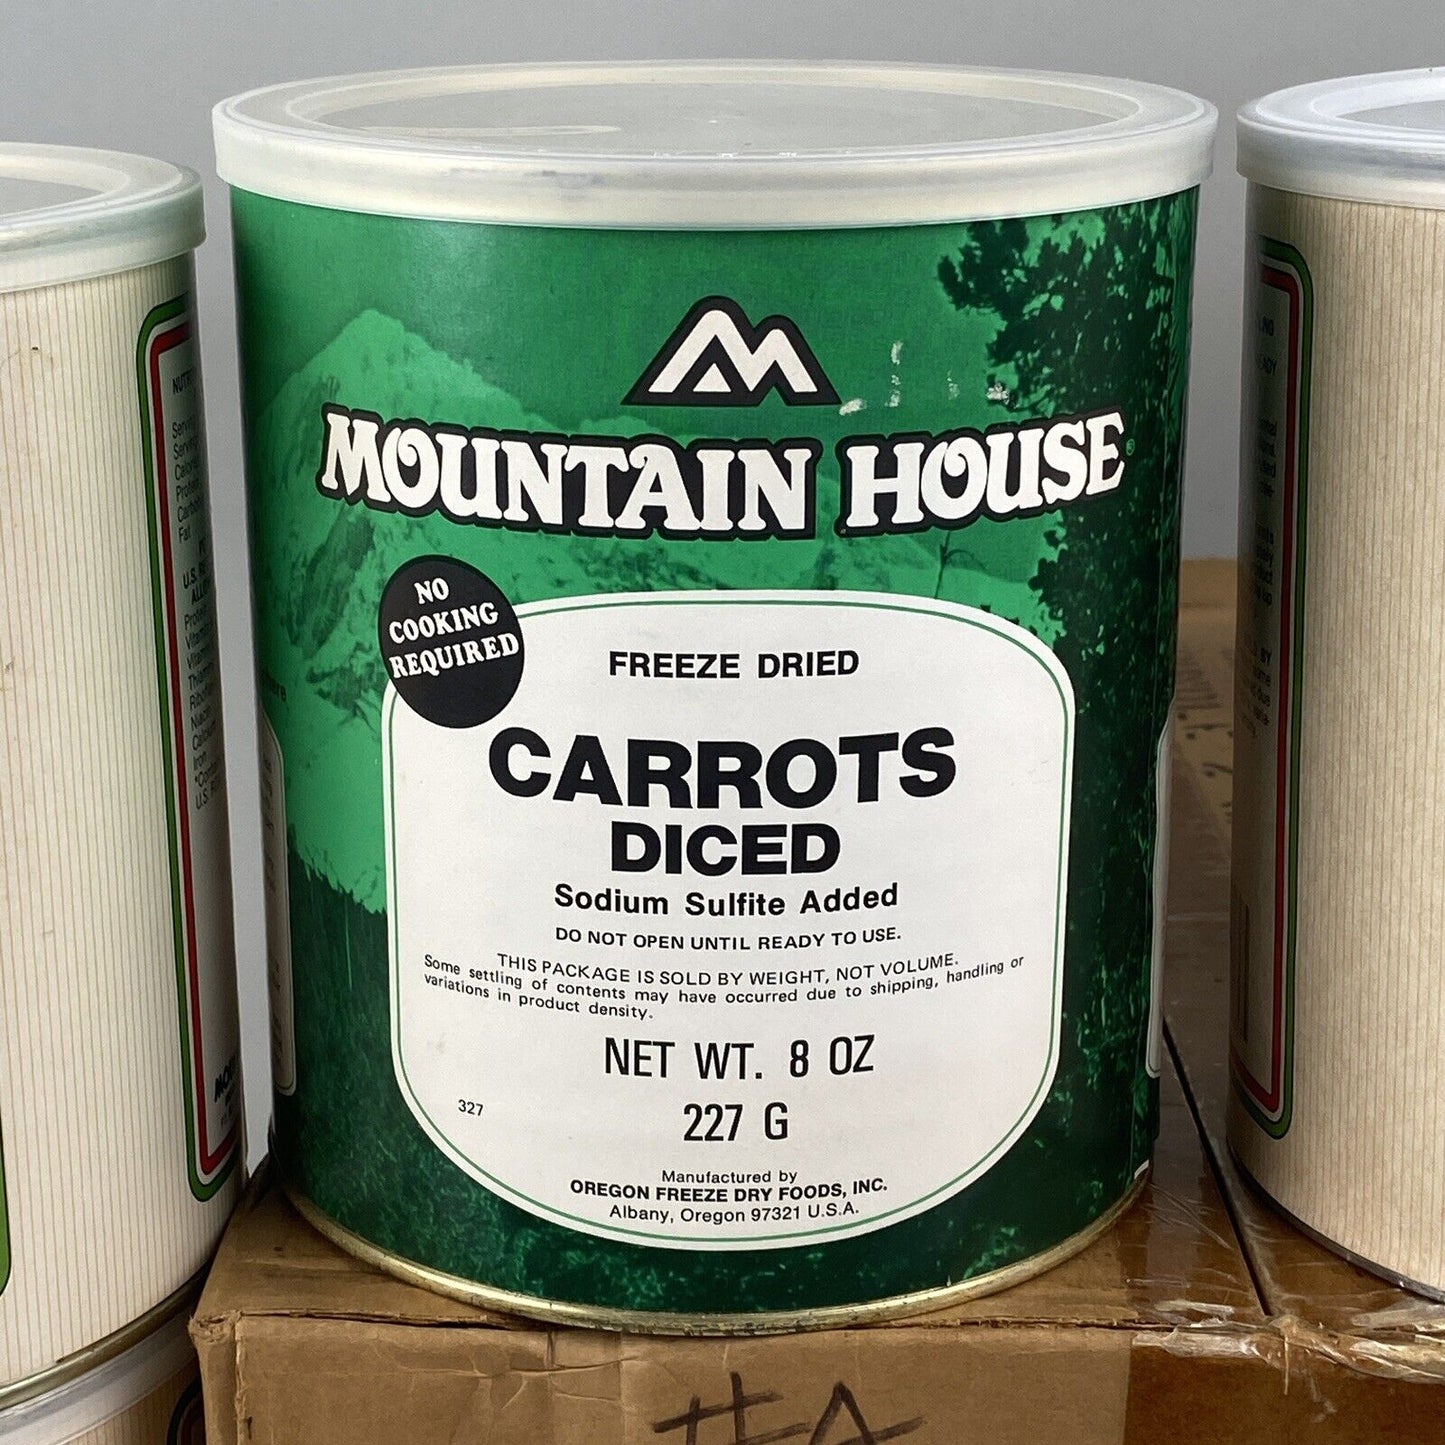 MOUNTAIN HOUSE®
NO
COOKING
REQUIRED
FREEZE DRIED
CARROTS
DICED
Sodium Sulfite Added
DO NOT OPEN UNTIL READY TO USE.
THIS PACKAGE IS SOLD BY WEIGHT, NOT VOLUME.
Some settling of contents may have occurred due to shipping, handling or
variations in product density.
NET WT. 8 OZ
227 G
327
Manufactured by
OREGON FREEZE DRY FOODS, INC.
Albany, Oregon 97321 U.S.A.